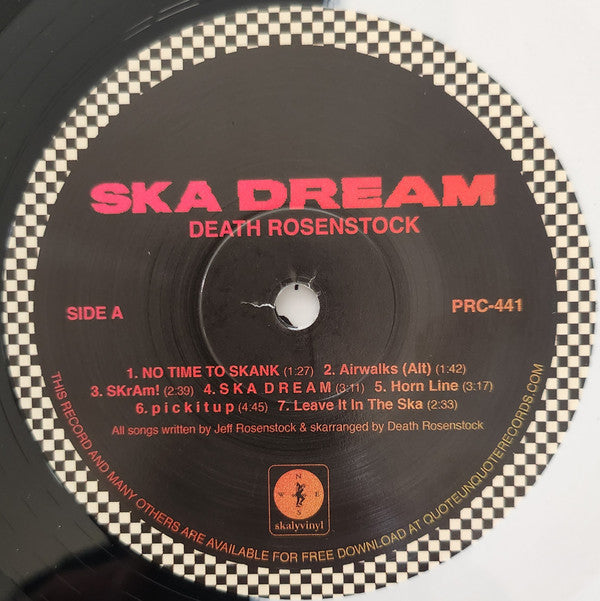 SKA DREAM
DEATH ROSENSTOCK
SIDE A
PRC-441
1. NO TIME TO SKANK (1:27) 2. Airwalks (Alt) (1:42)
3. SKrAm! (2:39) 4. S K A D R E A M (3:11) 5. Horn Line (3:17)
6. p i c k i t u p (4:45) 7. Leave It In The Ska (2:33)
All songs written by Jeff Rosenstock & skarranged by Death Rosenstock
N
W E
S
skalyvinyl
THIS RECORD AND MANY OTHERS ARE AVAILABLE FOR FREE DOWNLOAD AT QUOTEUNQUOTERECORDS.COM